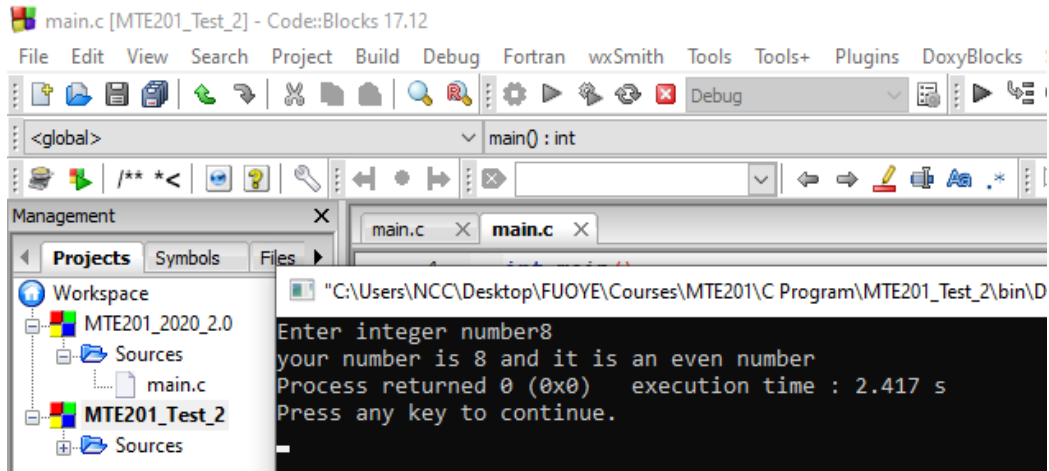 main.c [MTE201_Test_2] - Code::Blocks 17.12
File Edit View Search Project Build Debug Fortran wxSmith Tools Tools+ Plugins DoxyBlocks
Debug
<global> main() : int
/** *<
Aa .*
Management
main.c main.c
Projects Symbols Files
int main()
Workspace
"C:\Users\NCC\Desktop\FUOYE\Courses\MTE201\C Program\MTE201_Test_2\bin\D
MTE201_2020_2.0
Sources
main.c
MTE201_Test_2
Sources
Enter integer number8
your number is 8 and it is an even number
Process returned 0 (0x0)   execution time : 2.417 s
Press any key to continue.